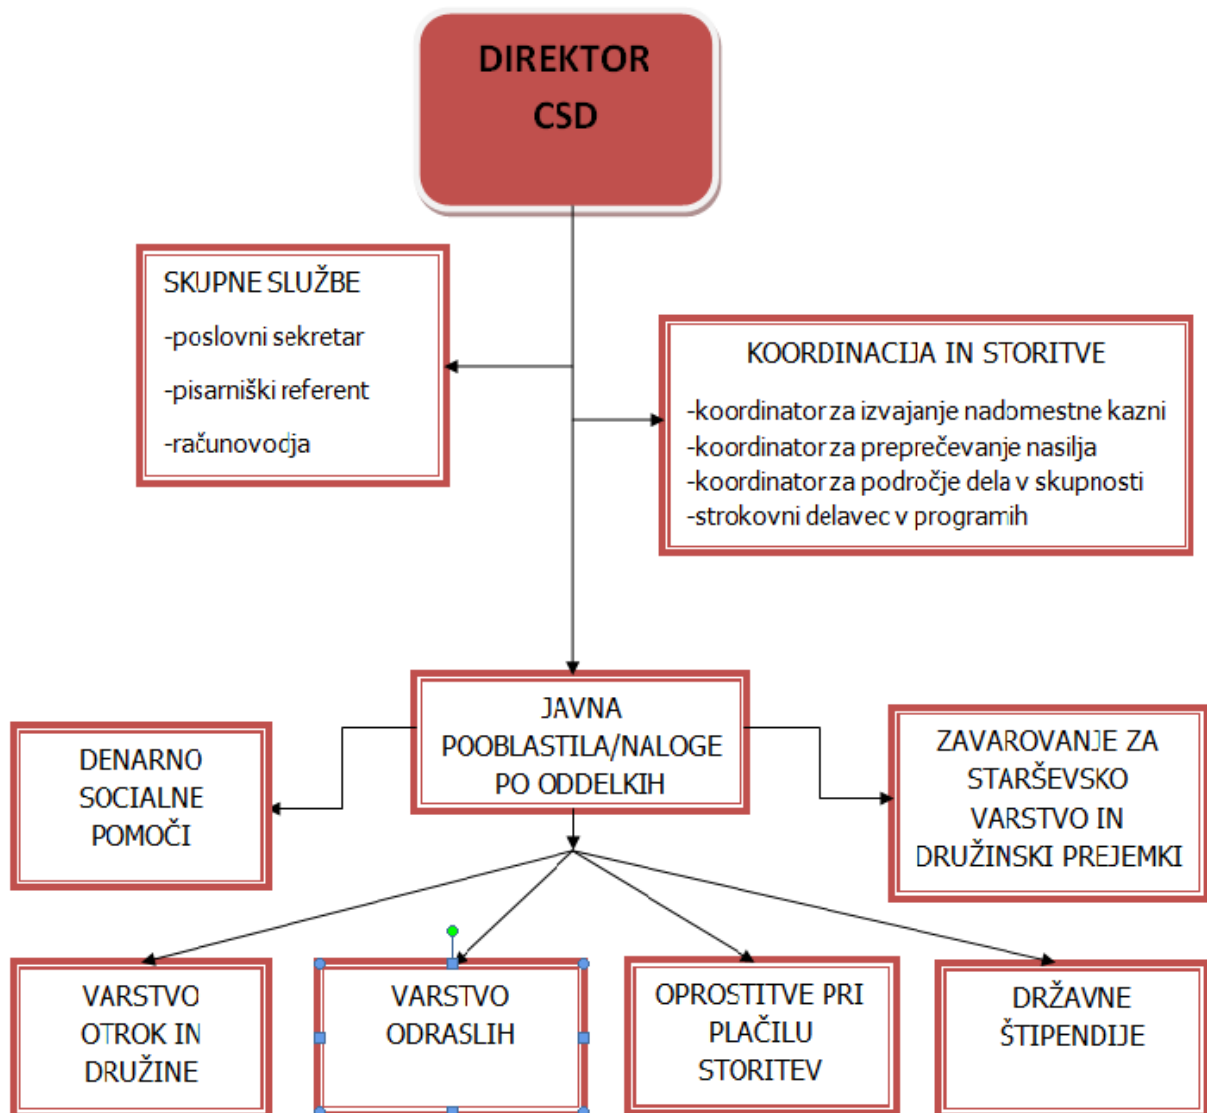 DIREKTOR
CSD
SKUPNE SLUŽBE
-poslovni sekretar
-pisarniški referent
-računovodja
KOORDINACIJA IN STORITVE
-koordinator za izvajanje nadomestne kazni
-koordinator za preprečevanje nasilja
-koordinator za področje dela v skupnosti
-strokovni delavec v programih
JAVNA
POOBLASTILA/NALOGE
PO ODDELKIH
DENARNO
SOCIALNE
POMOČI
ZAVAROVANJE ZA
STARŠEVSKO
VARSTVO IN
DRUŽINSKI PREJEMKI
VARSTVO
OTROK IN
DRUŽINE
VARSTVO
ODRASLIH
OPROSTITVE PRI
PLAČILU
STORITEV
DRŽAVNE
ŠTIPENDIJE